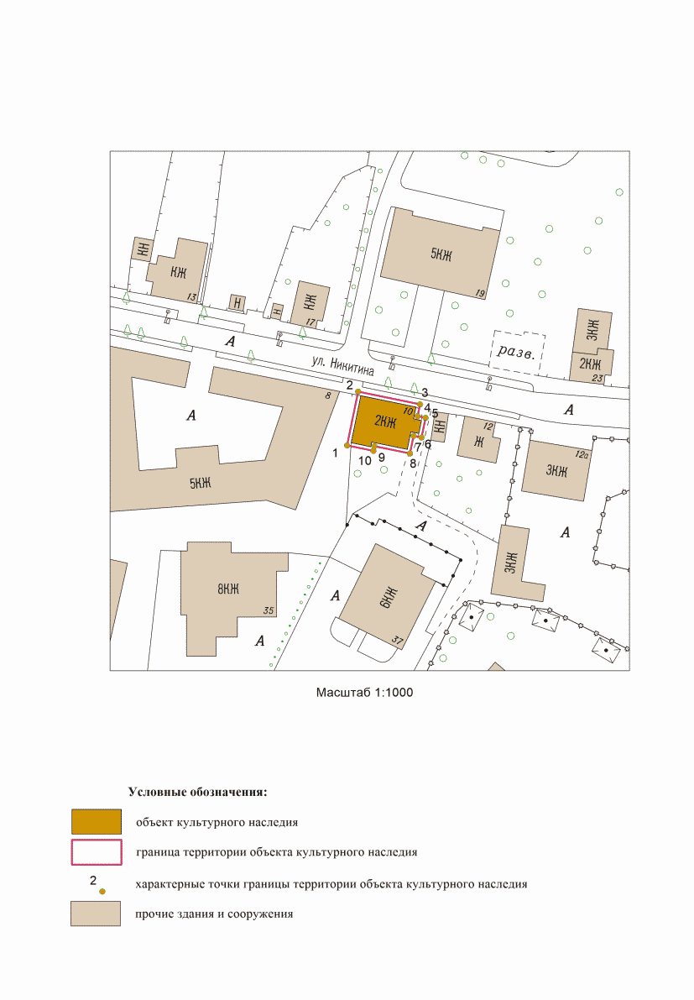 КН
КЖ
13
Н
Н
КЖ
17
5КЖ
19
разв.
3КЖ
2КЖ
23
А
ул. Никитина
8
2
3
4
5
10
2КЖ
КН
12
Ж
А
А
1
10
9
8
7
6
12а
3КЖ
5КЖ
А
А
3КЖ
8КЖ
35
А
А
6КЖ
37
Масштаб 1:1000
Условные обозначения:
объект культурного наследия
граница территории объекта культурного наследия
2
характерные точки границы территории объекта культурного наследия
прочие здания и сооружения